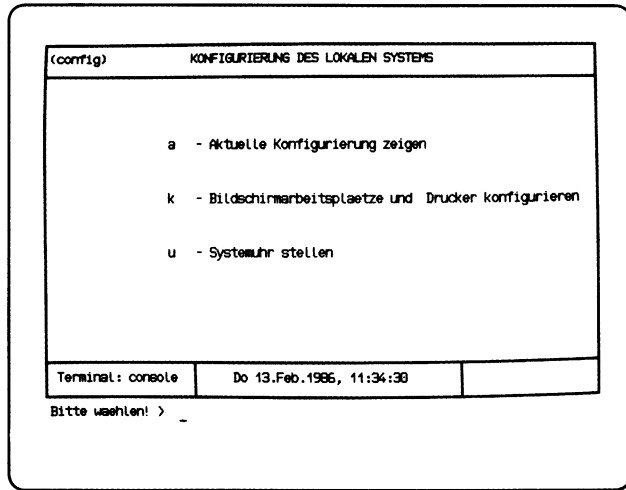 (config) KONFIGURIERUNG DES LOKALEN SYSTEMS
a - Aktuelle Konfigurierung zeigen
k - Bildschirmarbeitsplaetze und Drucker konfigurieren
u - Systemuhr stellen
Terminal: console Do 13.Feb.1986, 11:34:30
Bitte waehlen! > _